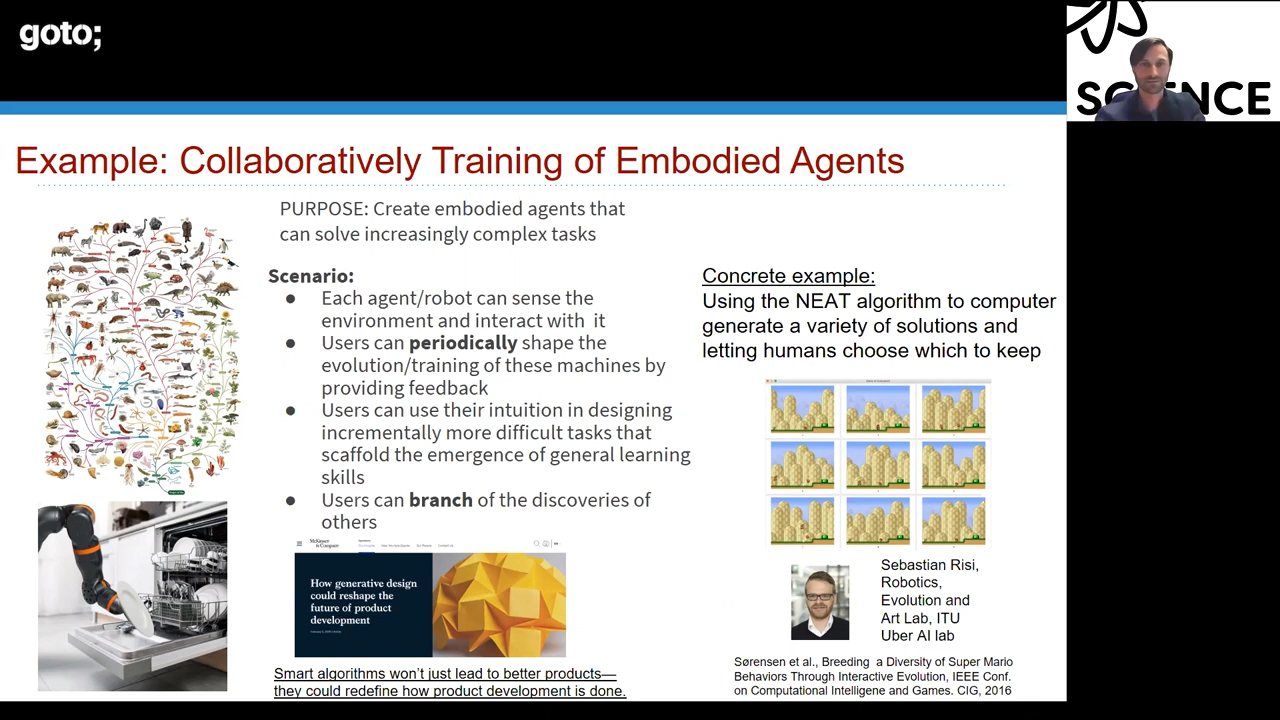 goto;
SCIENCE
Example: Collaboratively Training of Embodied Agents
PURPOSE: Create embodied agents that
can solve increasingly complex tasks
Scenario:
● Each agent/robot can sense the
environment and interact with it
● Users can periodically shape the
evolution/training of these machines by
providing feedback
● Users can use their intuition in designing
incrementally more difficult tasks that
scaffold the emergence of general learning
skills
● Users can branch of the discoveries of
others
McKinsey
& Company
How generative design
could reshape the
future of product
development
Smart algorithms won't just lead to better products—
they could redefine how product development is done.
Concrete example:
Using the NEAT algorithm to computer
generate a variety of solutions and
letting humans choose which to keep
Sebastian Risi,
Robotics,
Evolution and
Art Lab, ITU
Uber AI lab
Sørensen et al., Breeding a Diversity of Super Mario
Behaviors Through Interactive Evolution, IEEE Conf.
on Computational Intelligene and Games. CIG, 2016